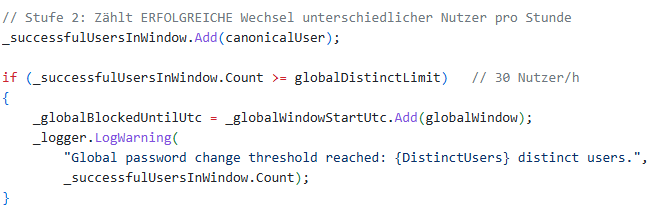 // Stufe 2: Zählt ERFOLGREICHE Wechsel unterschiedlicher Nutzer pro Stunde
_successfulUsersInWindow.Add(canonicalUser);
if (_successfulUsersInWindow.Count >= globalDistinctLimit)   // 30 Nutzer/h
{
    _globalBlockedUntilUtc = _globalWindowStartUtc.Add(globalWindow);
    _logger.LogWarning(
        "Global password change threshold reached: {DistinctUsers} distinct users.",
        _successfulUsersInWindow.Count);
}